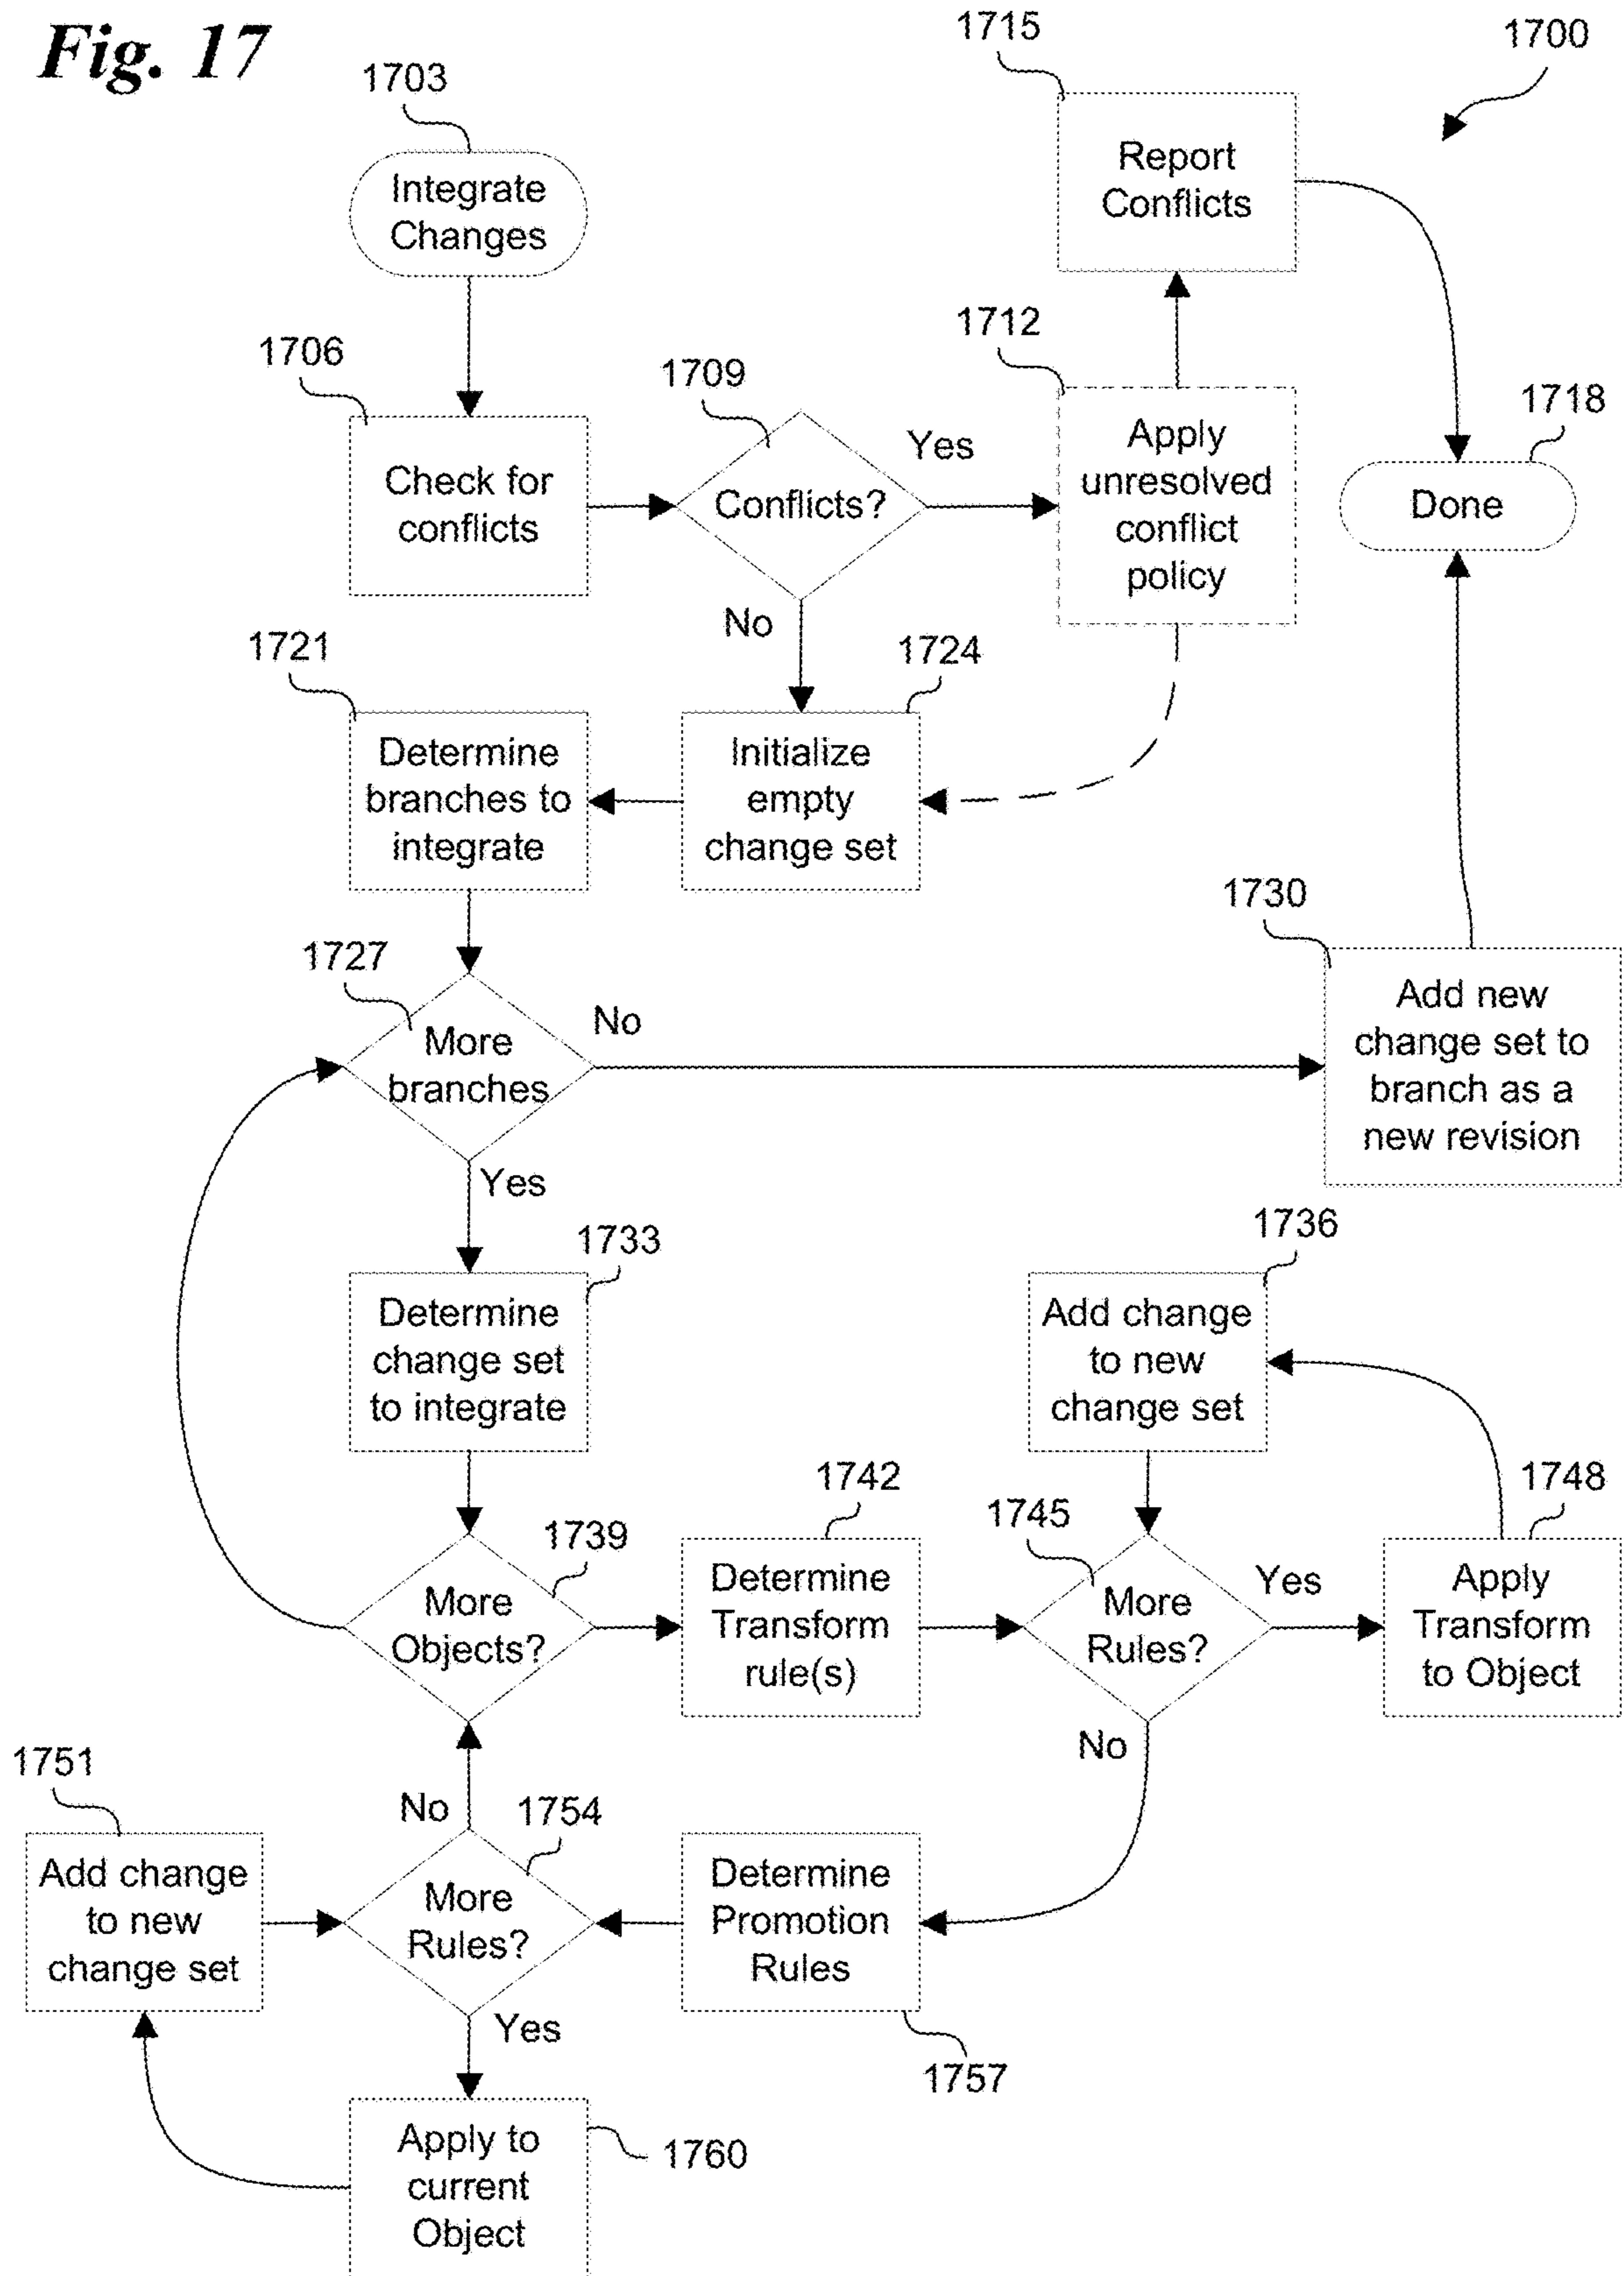 Fig. 17
1700
1703
Integrate
Changes
1715
Report
Conflicts
1706
Check for
conflicts
1709
Conflicts?
Yes
No
1712
Apply
unresolved
conflict
policy
1718
Done
1721
Determine
branches to
integrate
1724
Initialize
empty
change set
1727
More
branches
No
Yes
1730
Add new
change set to
branch as a
new revision
1733
Determine
change set
to integrate
1736
Add change
to new
change set
1739
More
Objects?
1742
Determine
Transform
rule(s)
1745
More
Rules?
Yes
No
1748
Apply
Transform
to Object
1751
Add change
to new
change set
No
1754
More
Rules?
Yes
Determine
Promotion
Rules
1757
Apply to
current
Object
1760